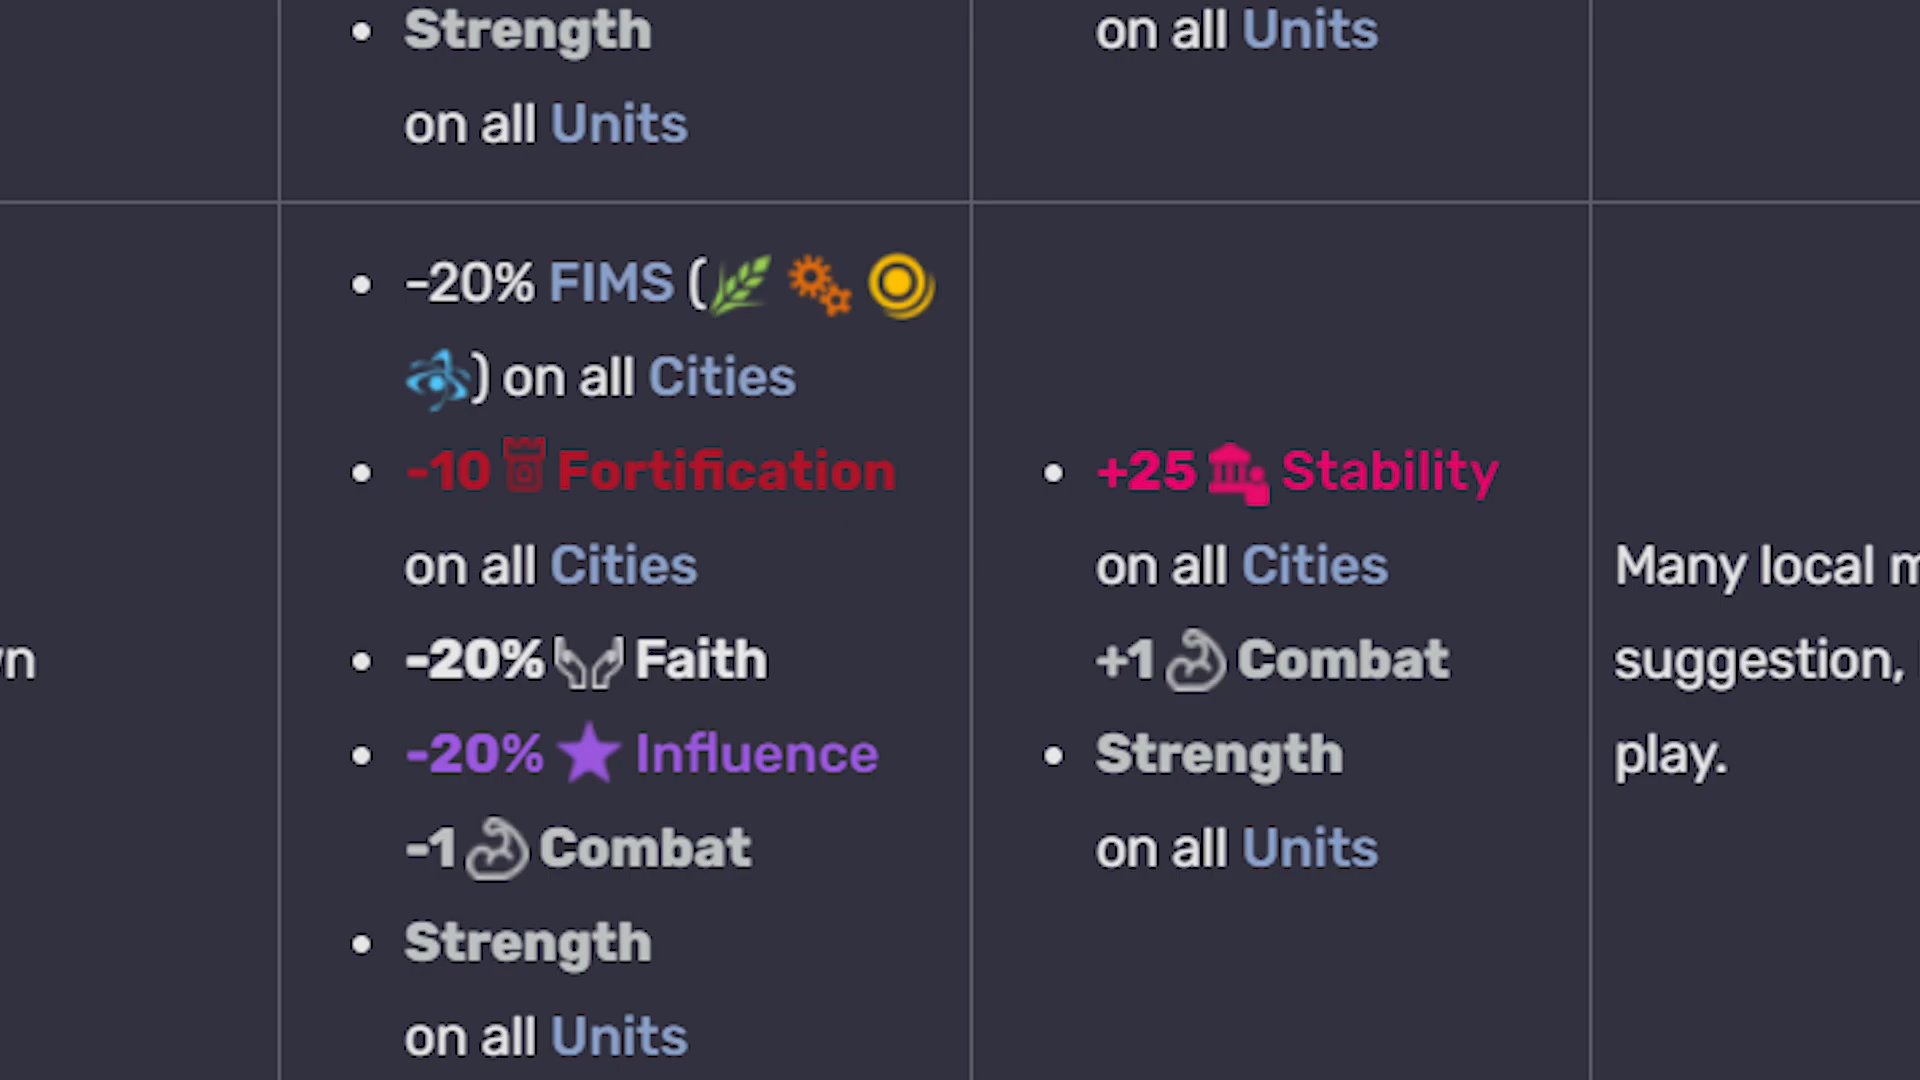 Strength
on all Units
on all Units
-20% FIMS (
) on all Cities
-10 Fortification
on all Cities
-20% Faith
-20% Influence
-1 Combat
Strength
on all Units
+25 Stability
on all Cities
+1 Combat
Strength
on all Units
Many local
suggestion,
play.